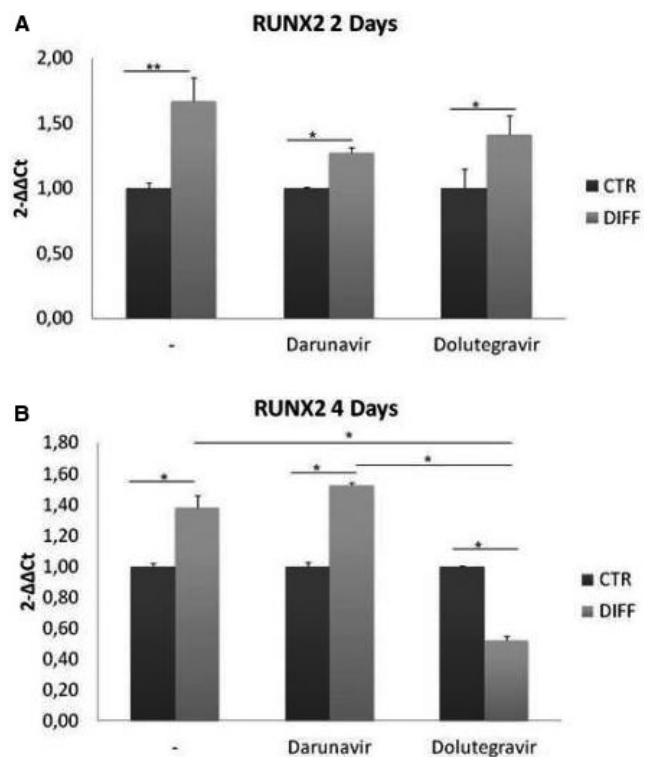 A
RUNX2 2 Days
2,00
1,50
1,00
0,50
0,00
2-ΔΔCt
**
*
*
CTR
DIFF
-
Darunavir
Dolutegravir
B
RUNX2 4 Days
1,80
1,60
1,40
1,20
1,00
0,80
0,60
0,40
0,20
0,00
2-ΔΔCt
*
*
*
*
*
CTR
DIFF
-
Darunavir
Dolutegravir